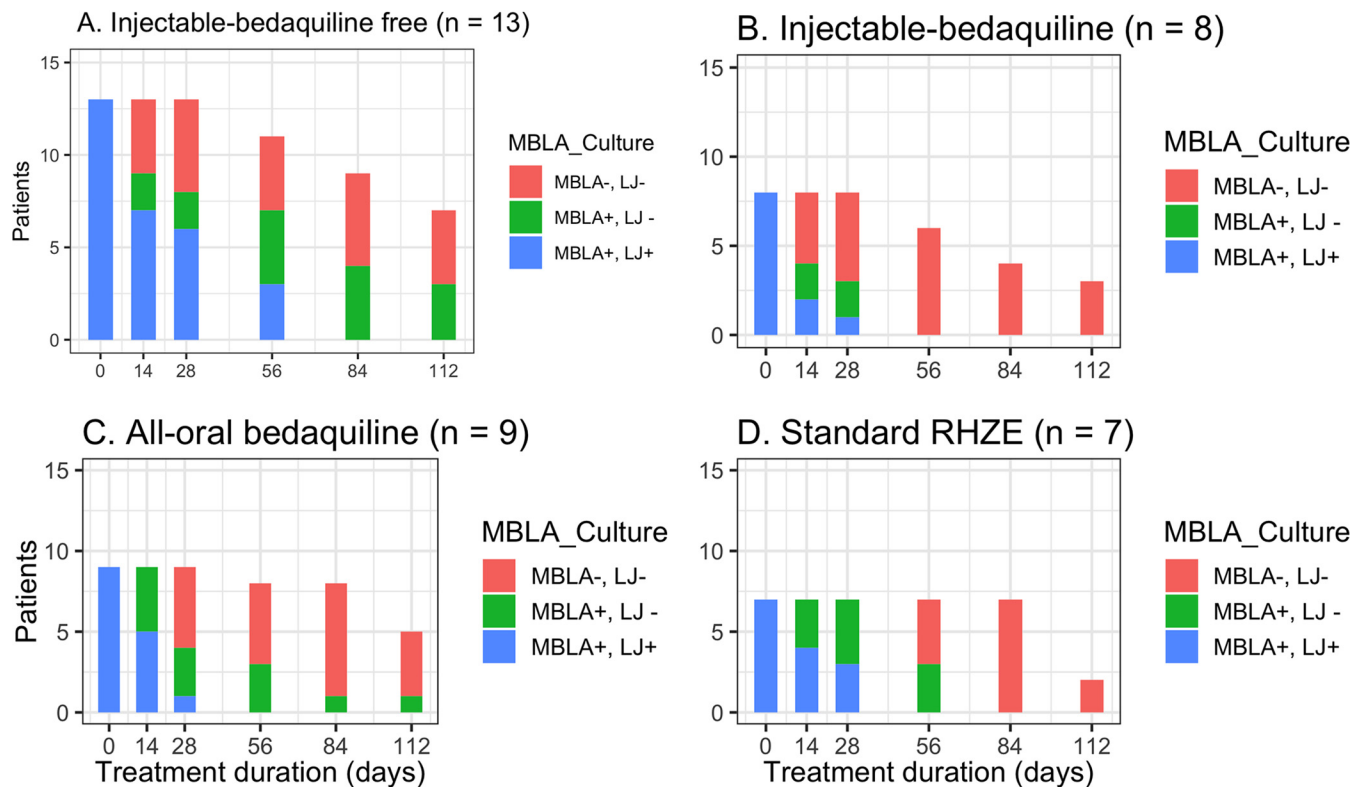 A. Injectable-bedaquiline free (n = 13)
15
10
5
0
Patients
0 14 28 56 84 112
MBLA_Culture
MBLA-, LJ-
MBLA+, LJ -
MBLA+, LJ+
B. Injectable-bedaquiline (n = 8)
15
10
5
0
0 14 28 56 84 112
MBLA_Culture
MBLA-, LJ-
MBLA+, LJ -
MBLA+, LJ+
C. All-oral bedaquiline (n = 9)
15
10
5
0
Patients
0 14 28 56 84 112
Treatment duration (days)
MBLA_Culture
MBLA-, LJ-
MBLA+, LJ -
MBLA+, LJ+
D. Standard RHZE (n = 7)
15
10
5
0
0 14 28 56 84 112
Treatment duration (days)
MBLA_Culture
MBLA-, LJ-
MBLA+, LJ -
MBLA+, LJ+